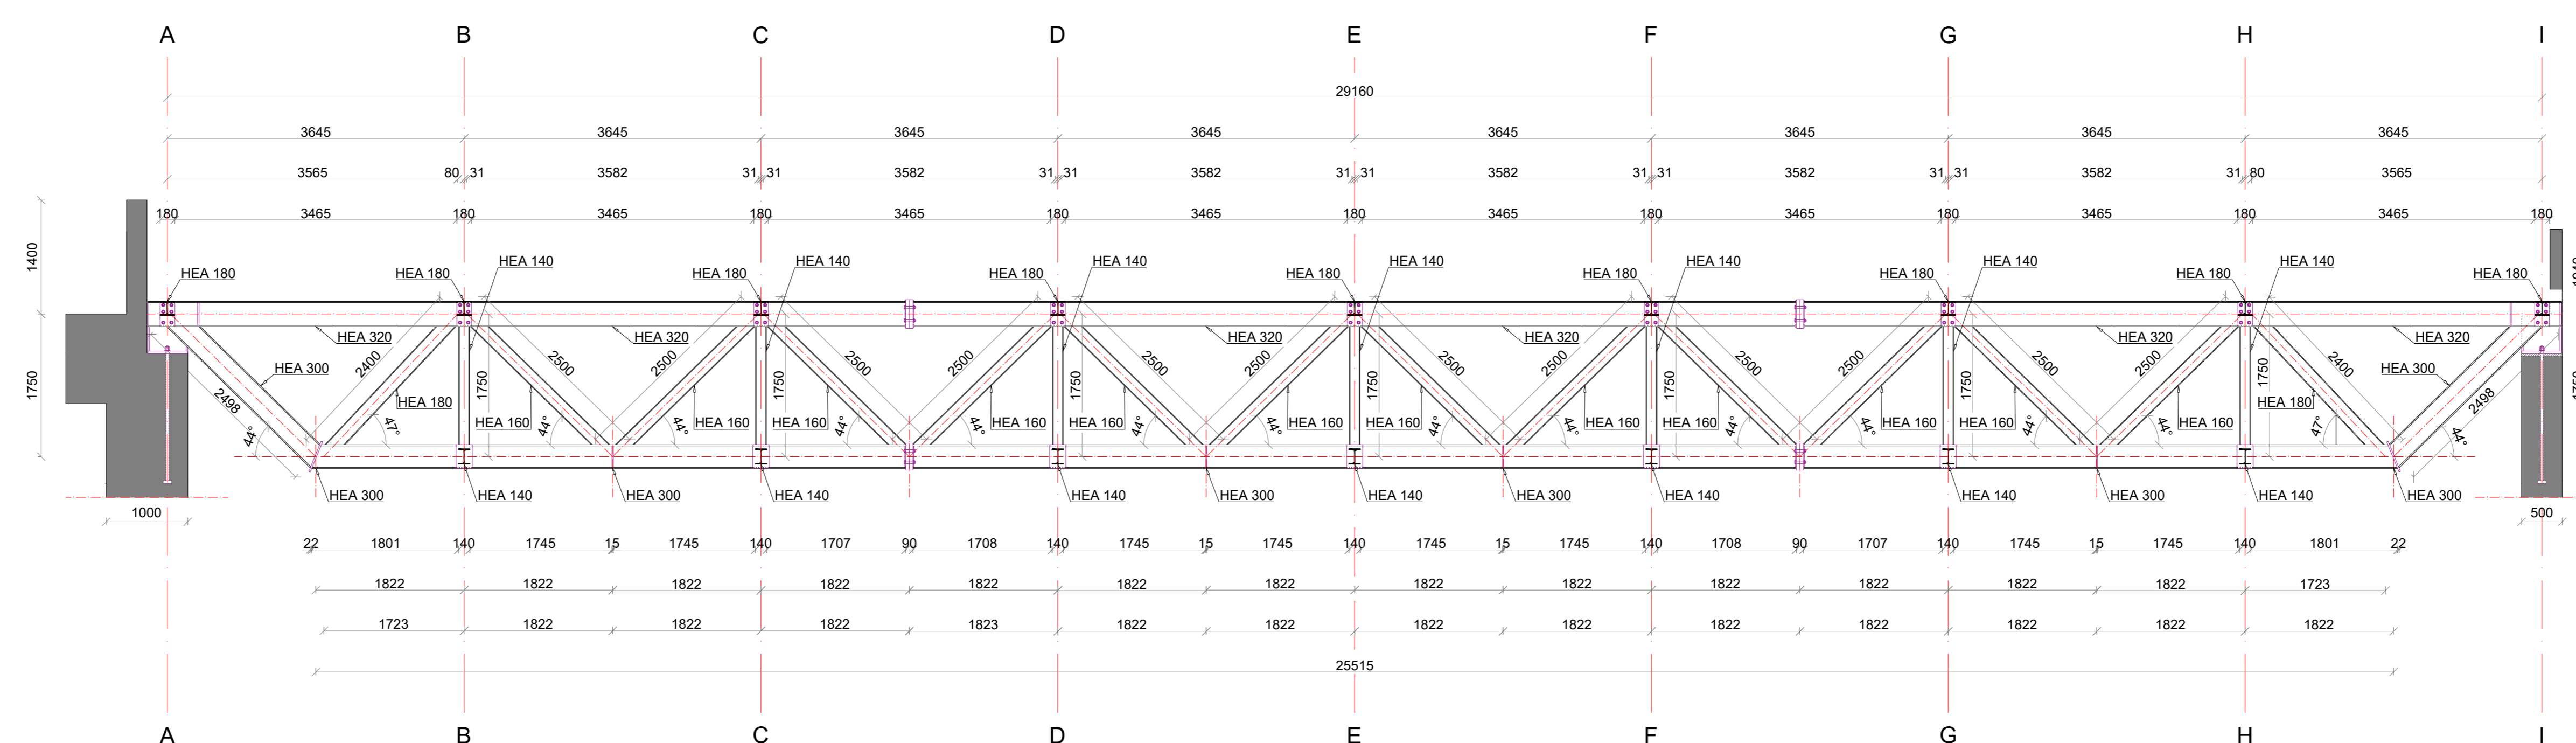 A B C D E F G H I
29160
3645 3645 3645 3645 3645 3645 3645 3645
3565 80 31 3582 31 31 3582 31 31 3582 31 31 3582 31 31 3582 31 31 3582 31 80 3565
180 3465 180 3465 180 3465 180 3465 180 3465 180 3465 180 3465 180 3465 180
1400
HEA 140 HEA 140 HEA 140 HEA 140 HEA 140 HEA 140 HEA 140
HEA 180 HEA 180 HEA 180 HEA 180 HEA 180 HEA 180 HEA 180 HEA 180 HEA 180
HEA 320 HEA 320 HEA 320 HEA 320 HEA 320 HEA 320 HEA 320 HEA 320
1750
HEA 300 2400 2500 2500 2500 2500 2500 2500 2500 2500 2500 2500 2500 2500 2400 HEA 300
1750 1750 1750 1750 1750 1750 1750
2498 HEA 180 HEA 180 2498
HEA 160 HEA 160 HEA 160 HEA 160 HEA 160 HEA 160 HEA 160 HEA 160 HEA 160 HEA 160 HEA 160 HEA 160
44° 47° 44° 44° 44° 44° 44° 44° 44° 44° 44° 44° 44° 44° 47° 44°
HEA 300 HEA 140 HEA 300 HEA 140 HEA 140 HEA 300 HEA 140 HEA 300 HEA 140 HEA 140 HEA 300 HEA 140 HEA 300
1000 500
22 1801 140 1745 15 1745 140 1707 90 1708 140 1745 15 1745 140 1745 15 1745 140 1708 90 1707 140 1745 15 1745 140 1801 22
1822 1822 1822 1822 1822 1822 1822 1822 1822 1822 1822 1822 1822 1723
1723 1822 1822 1822 1823 1822 1822 1822 1822 1822 1822 1822 1822 1822
25515
A B C D E F G H I